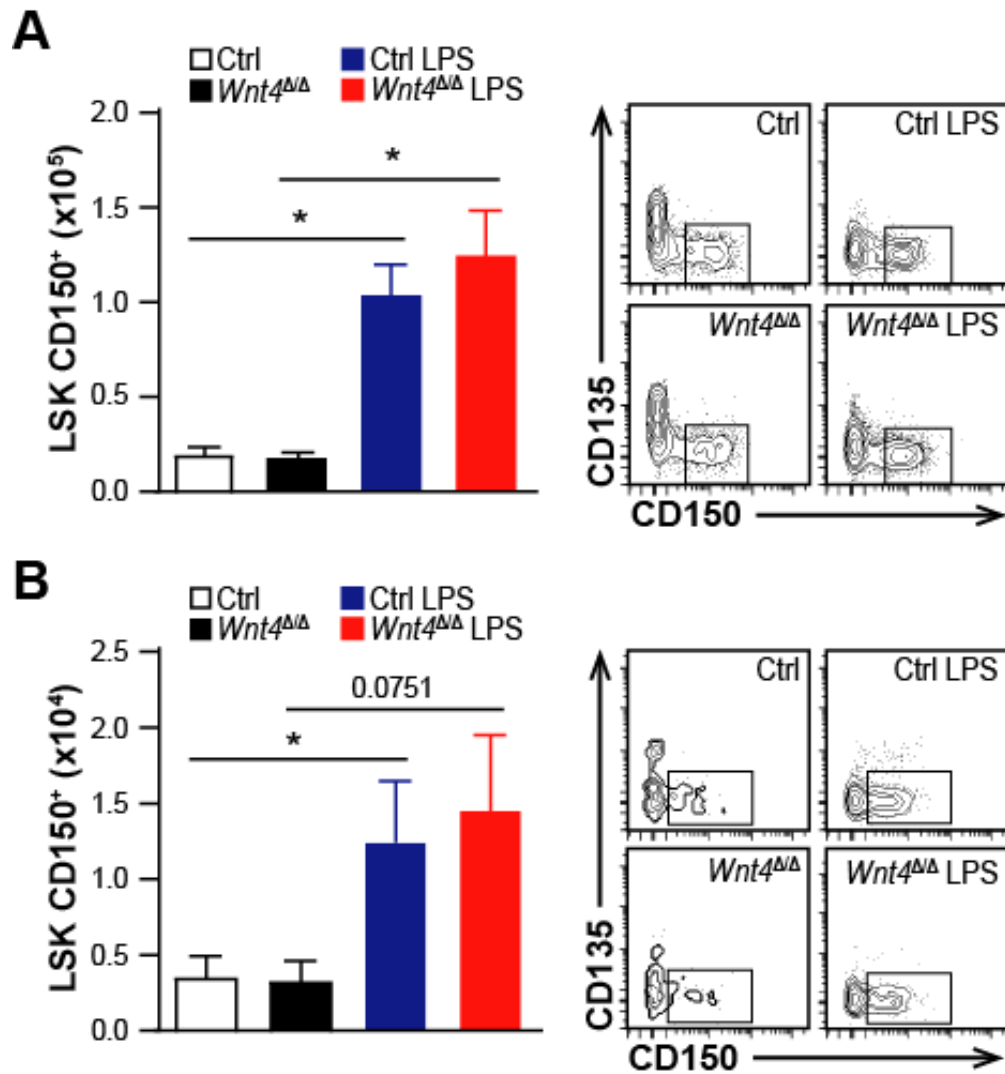 A
Ctrl Ctrl LPS
Wnt4Δ/Δ Wnt4Δ/Δ LPS
LSK CD150⁺ (x10⁵)
2.0
1.5
1.0
0.5
0.0
*
*
Ctrl
Ctrl LPS
Wnt4Δ/Δ
Wnt4Δ/Δ LPS
CD135
CD150
B
Ctrl Ctrl LPS
Wnt4Δ/Δ Wnt4Δ/Δ LPS
LSK CD150⁺ (x10⁴)
2.5
2.0
1.5
1.0
0.5
0.0
0.0751
*
Ctrl
Ctrl LPS
Wnt4Δ/Δ
Wnt4Δ/Δ LPS
CD135
CD150